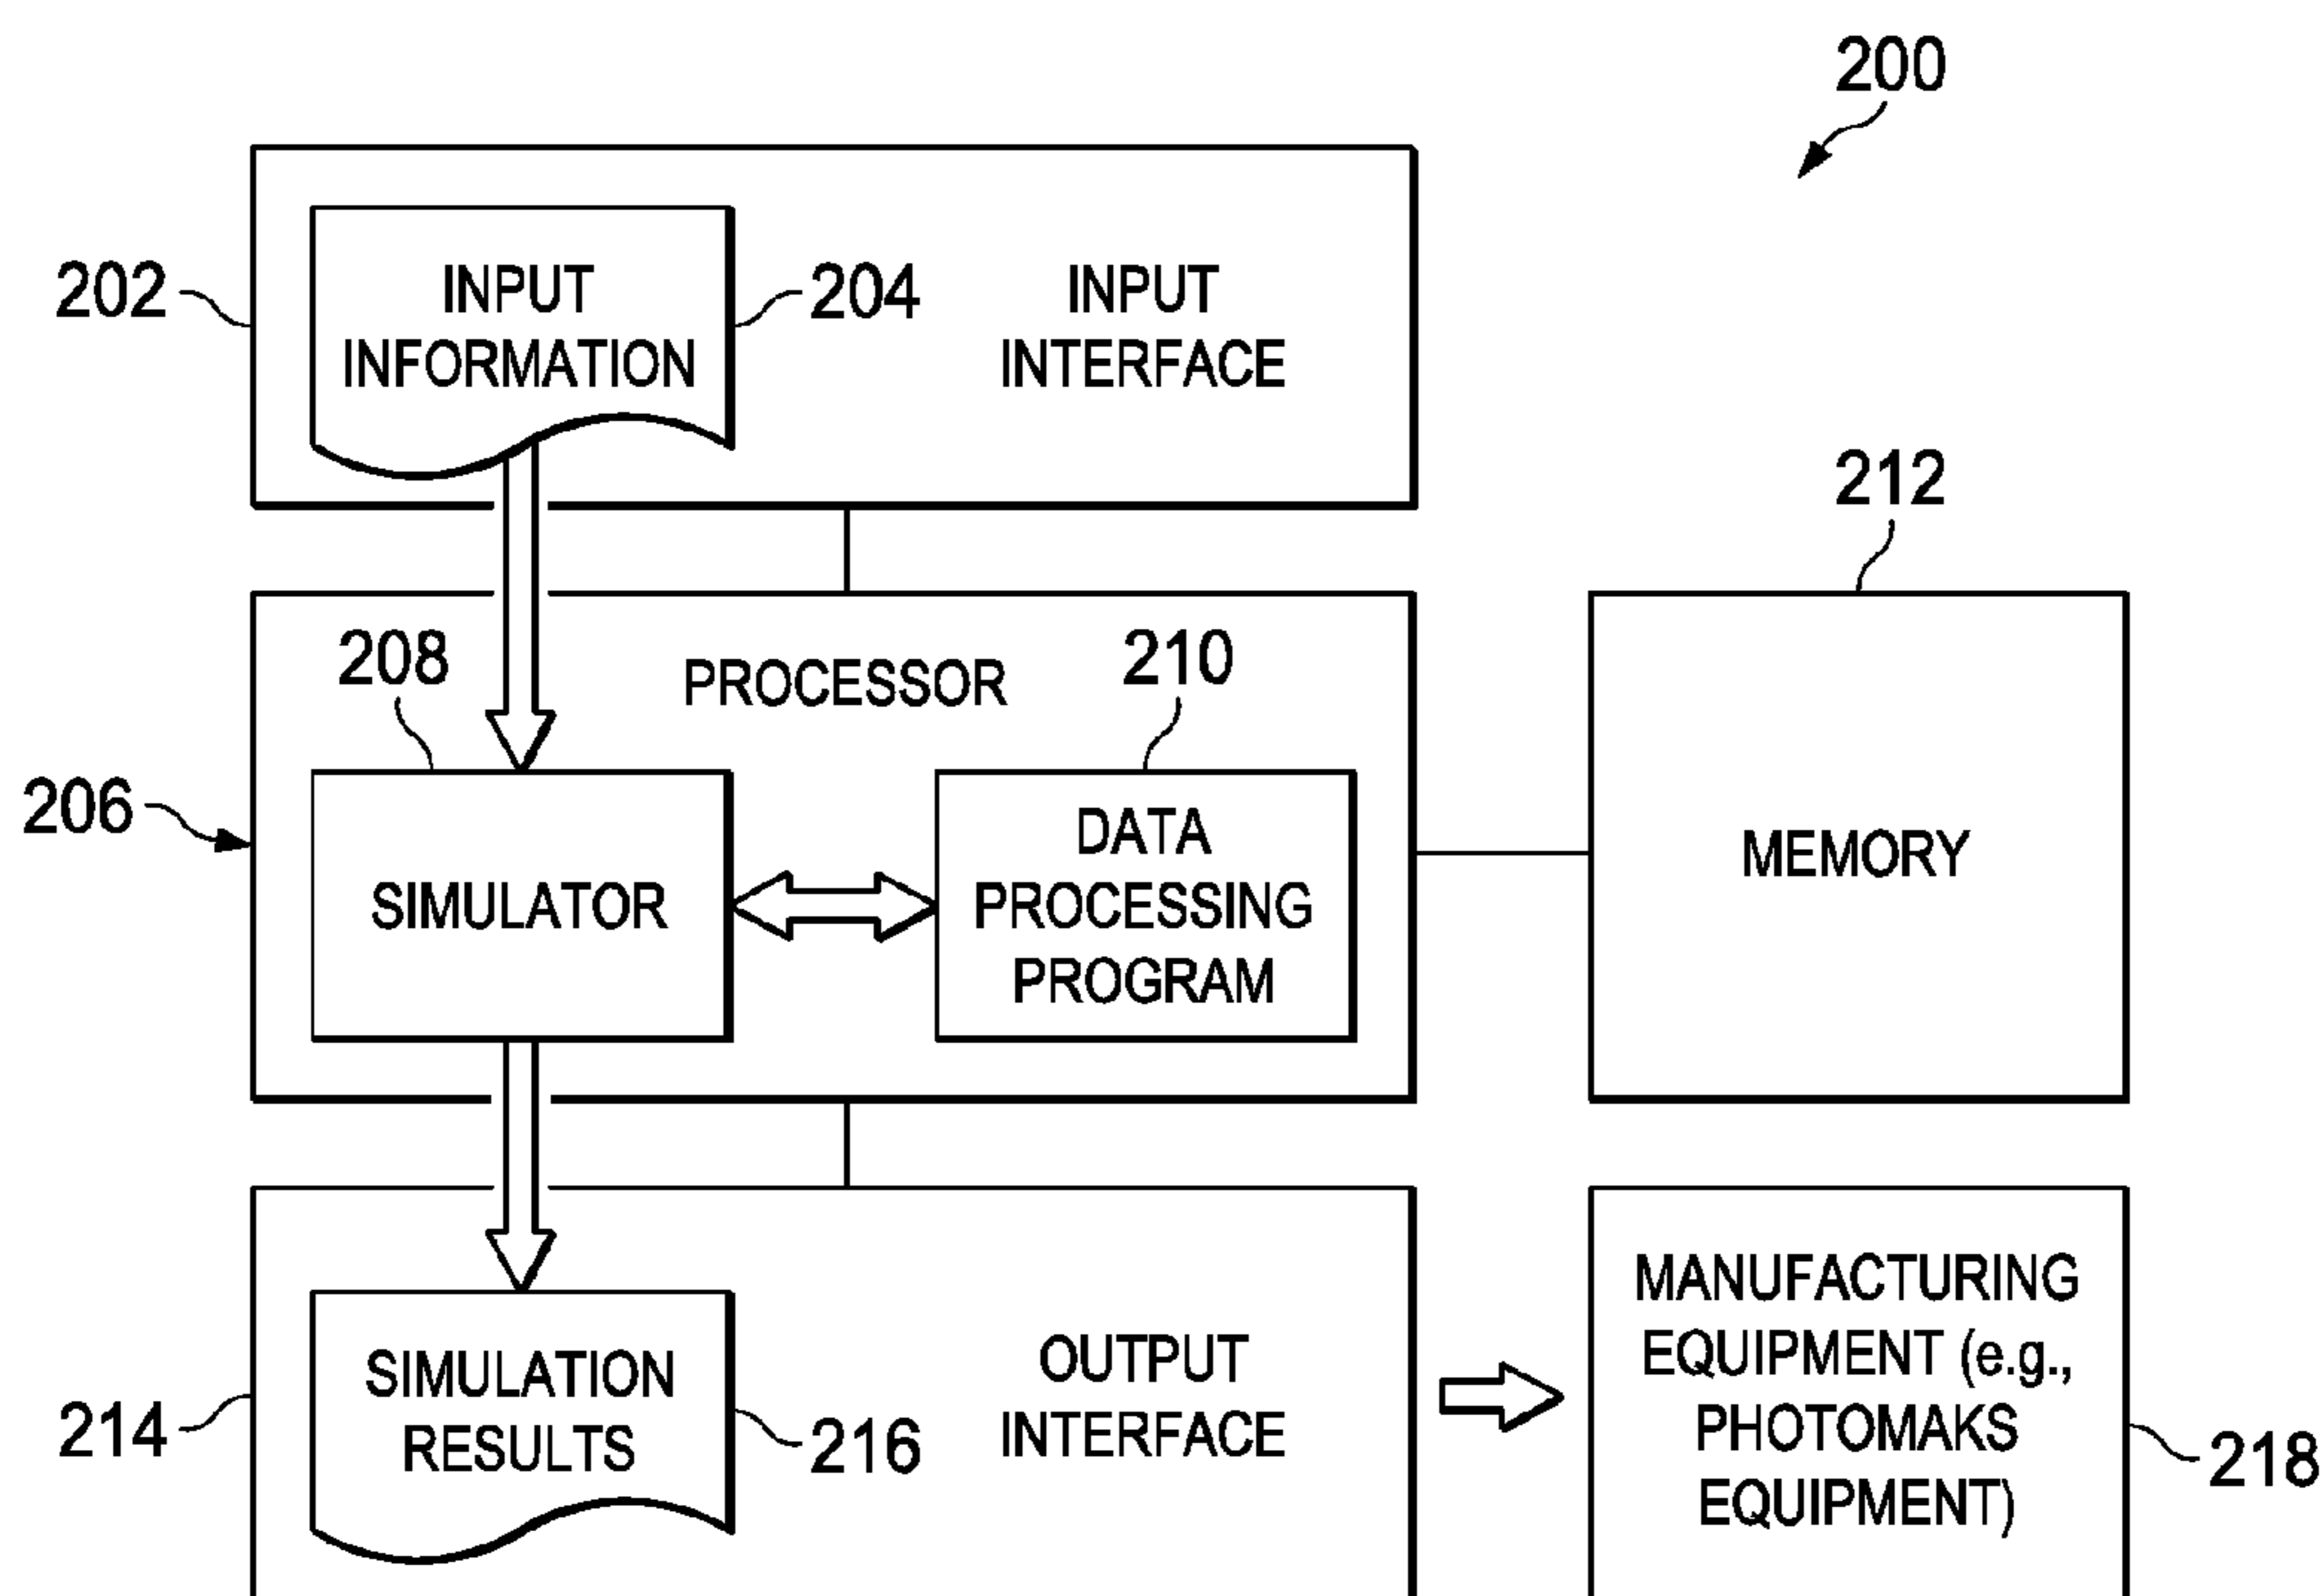 200
202
INPUT
INFORMATION
204
INPUT
INTERFACE
212
208
PROCESSOR
210
206
SIMULATOR
DATA
PROCESSING
PROGRAM
MEMORY
214
SIMULATION
RESULTS
216
OUTPUT
INTERFACE
MANUFACTURING
EQUIPMENT (e.g.,
PHOTOMAKS
EQUIPMENT)
218